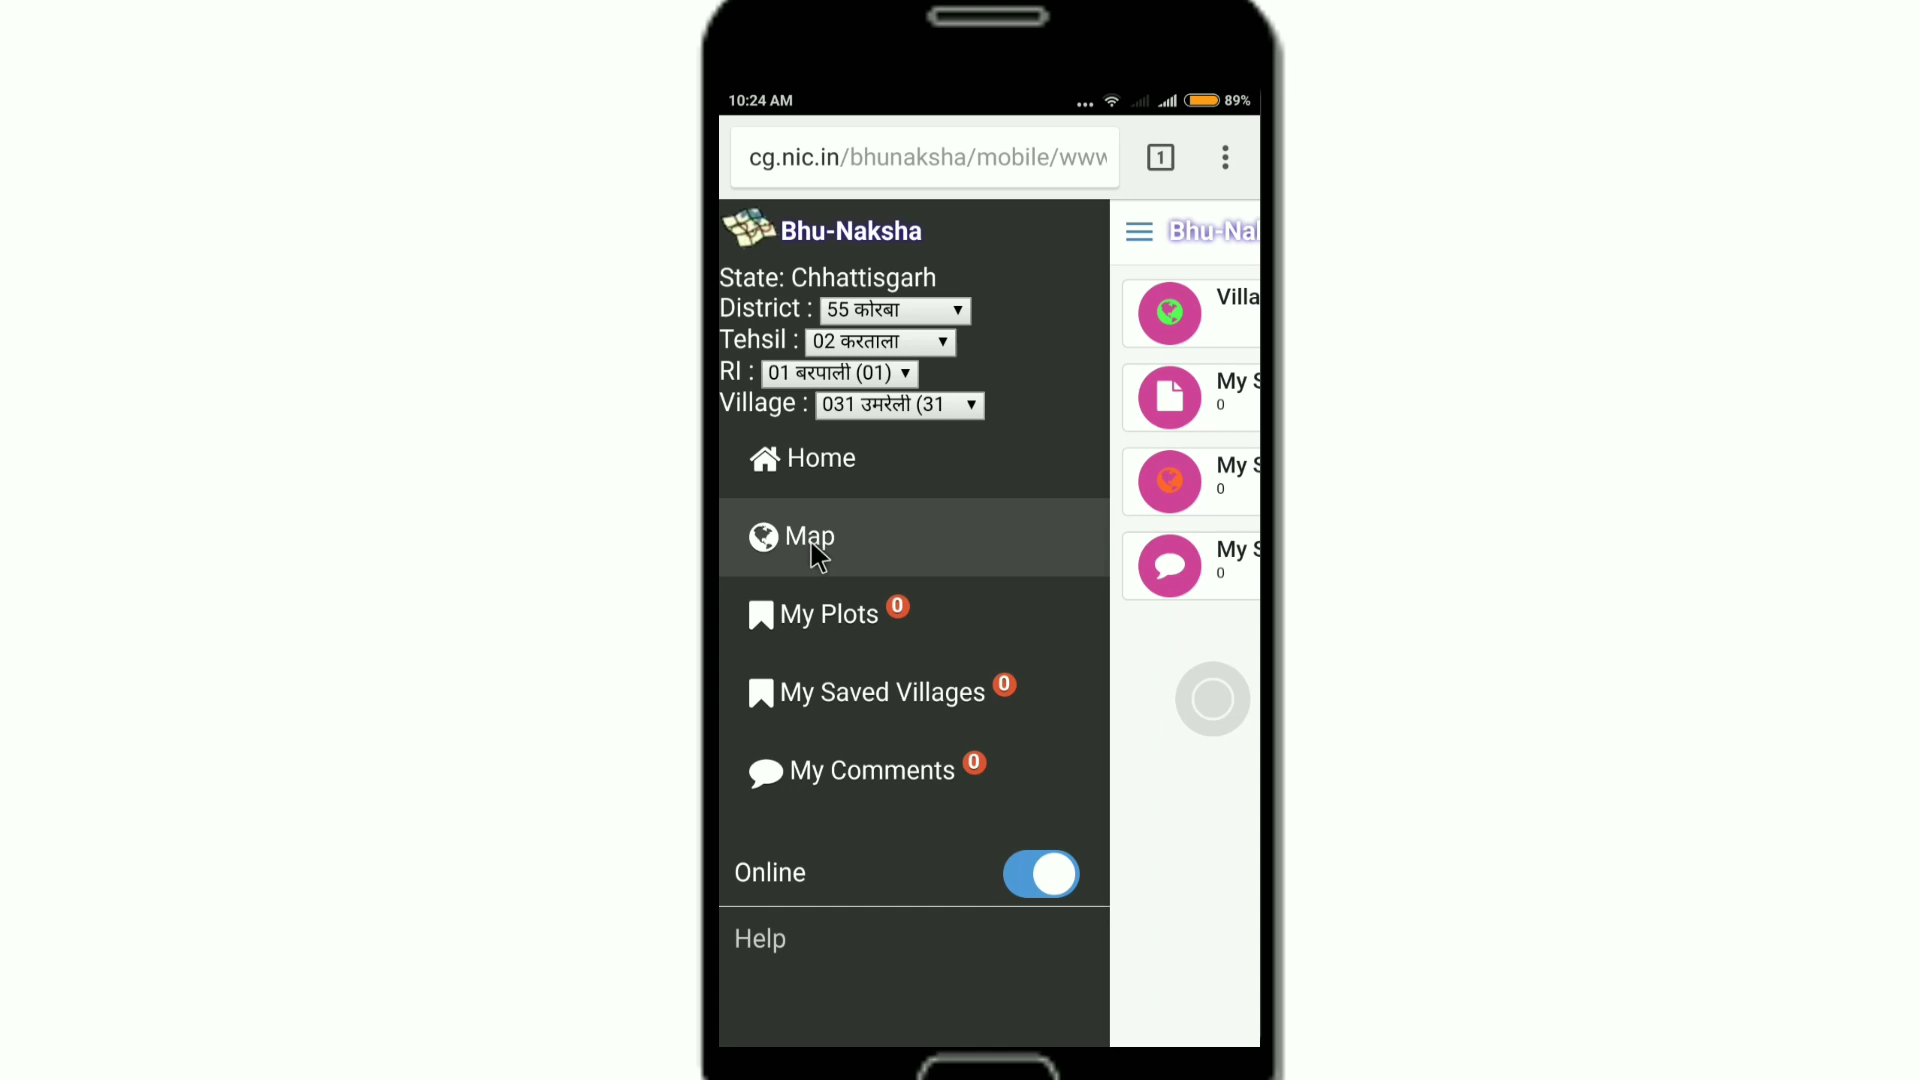 10:24 AM
89%
cg.nic.in/bhunaksha/mobile/www
1
Bhu-Naksha
State: Chhattisgarh
District : 55 कोरबा
Tehsil : 02 करताला
RI : 01 बरपाली (01)
Village : 031 उमरेली (31
Home
Map
My Plots 0
My Saved Villages 0
My Comments 0
Online
Help
Bhu-Nal
Villa
My S
0
My S
0
My S
0